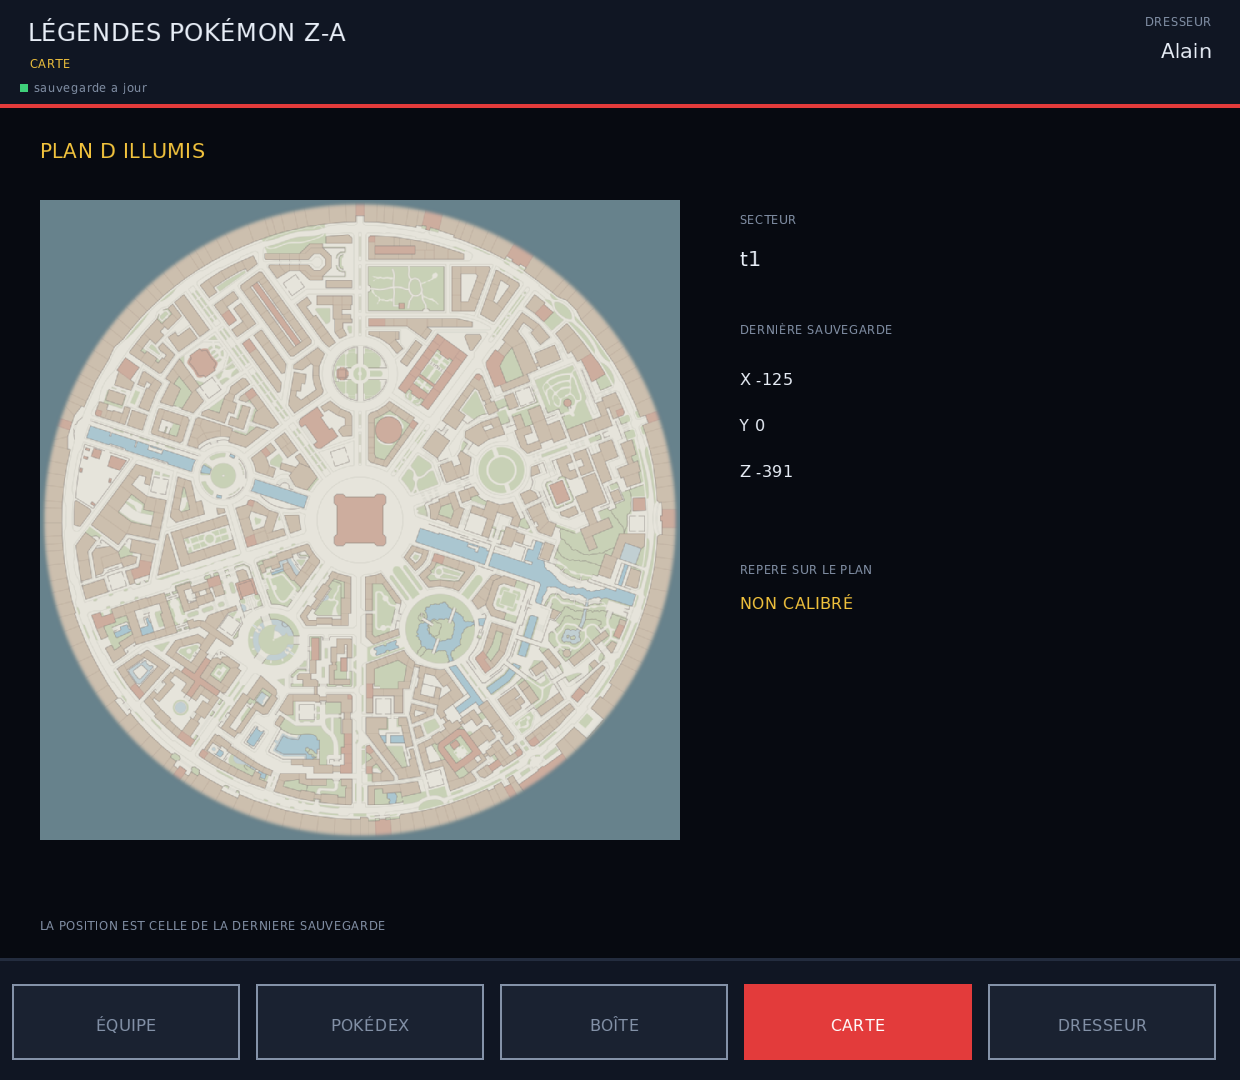 LÉGENDES POKÉMON Z-A
CARTE
sauvegarde a jour
DRESSEUR
Alain
PLAN D ILLUMIS
SECTEUR
t1
DERNIÈRE SAUVEGARDE
X -125
Y 0
Z -391
REPERE SUR LE PLAN
NON CALIBRÉ
LA POSITION EST CELLE DE LA DERNIERE SAUVEGARDE
ÉQUIPE
POKÉDEX
BOÎTE
CARTE
DRESSEUR